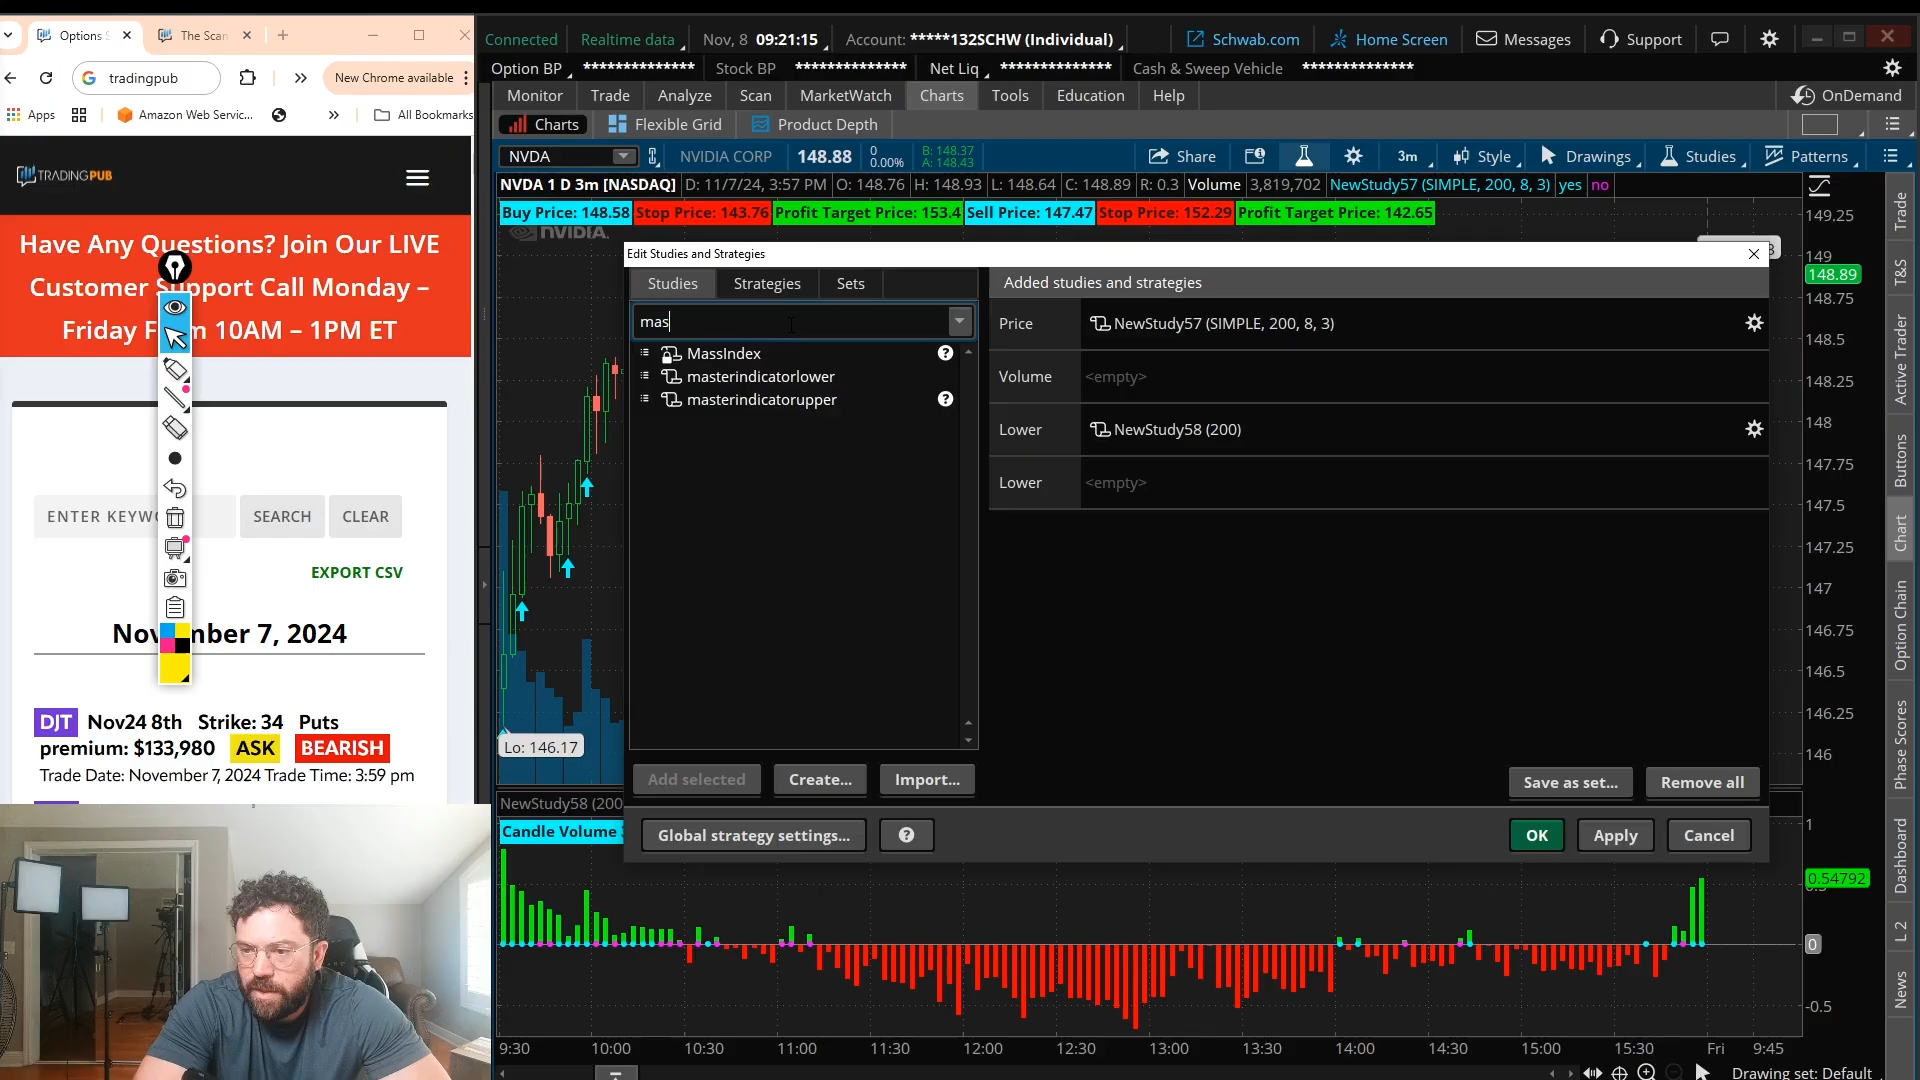 Options S
The Scan
tradingpub
New Chrome available
Apps
Amazon Web Servic...
All Bookmarks
TRADINGPUB
Have Any Questions? Join Our LIVE
Customer Support Call Monday –
Friday From 10AM – 1PM ET
ENTER KEYWO
SEARCH
CLEAR
EXPORT CSV
November 7, 2024
DJT Nov24 8th Strike: 34 Puts
premium: $133,980 ASK BEARISH
Trade Date: November 7, 2024 Trade Time: 3:59 pm
Connected
Realtime data
Nov, 8 09:21:15
Account: *****132SCHW (Individual)
Schwab.com
Home Screen
Messages
Support
Option BP **************
Stock BP **************
Net Liq **************
Cash & Sweep Vehicle **************
Monitor
Trade
Analyze
Scan
MarketWatch
Charts
Tools
Education
Help
OnDemand
Charts
Flexible Grid
Product Depth
NVDA
NVIDIA CORP
148.88
0
0.00%
B: 148.37
A: 148.43
Share
3m
Style
Drawings
Studies
Patterns
NVDA 1 D 3m [NASDAQ]
D: 11/7/24, 3:57 PM
O: 148.76
H: 148.93
L: 148.64
C: 148.89
R: 0.3
Volume
3,819,702
NewStudy57 (SIMPLE, 200, 8, 3)
yes
no
Buy Price: 148.58
Stop Price: 143.76
Profit Target Price: 153.4
Sell Price: 147.47
Stop Price: 152.29
Profit Target Price: 142.65
NVIDIA.
Edit Studies and Strategies
Studies
Strategies
Sets
mas
MassIndex
masterindicatorlower
masterindicatorupper
Add selected
Create...
Import...
Added studies and strategies
Price
NewStudy57 (SIMPLE, 200, 8, 3)
Volume
<empty>
Lower
NewStudy58 (200)
Lower
<empty>
Save as set...
Remove all
Global strategy settings...
?
OK
Apply
Cancel
Lo: 146.17
NewStudy58 (200
Candle Volume
149.25
149
148.89
148.75
148.5
148.25
148
147.75
147.5
147.25
147
146.75
146.5
146.25
146
1
0.54792
0
-0.5
9:30
10:00
10:30
11:00
11:30
12:00
12:30
13:00
13:30
14:00
14:30
15:00
15:30
Fri
9:45
Drawing set: Default
Trade
T&S
Active Trader
Buttons
Chart
Option Chain
Phase Scores
Dashboard
L 2
News